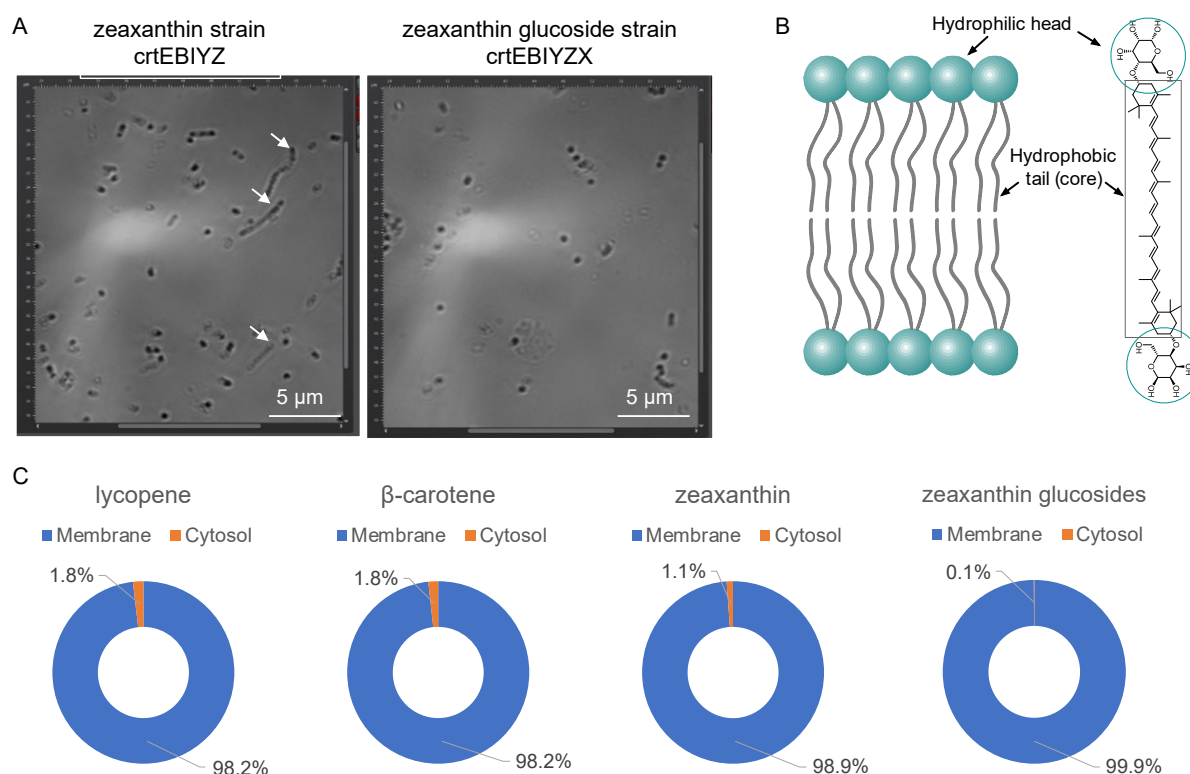 A
zeaxanthin strain
crtEBIYZ
zeaxanthin glucoside strain
crtEBIYZX
5 µm
5 µm
B
Hydrophilic head
Hydrophobic
tail (core)
C
lycopene
Membrane Cytosol
1.8%
98.2%
β-carotene
Membrane Cytosol
1.8%
98.2%
zeaxanthin
Membrane Cytosol
1.1%
98.9%
zeaxanthin glucosides
Membrane Cytosol
0.1%
99.9%